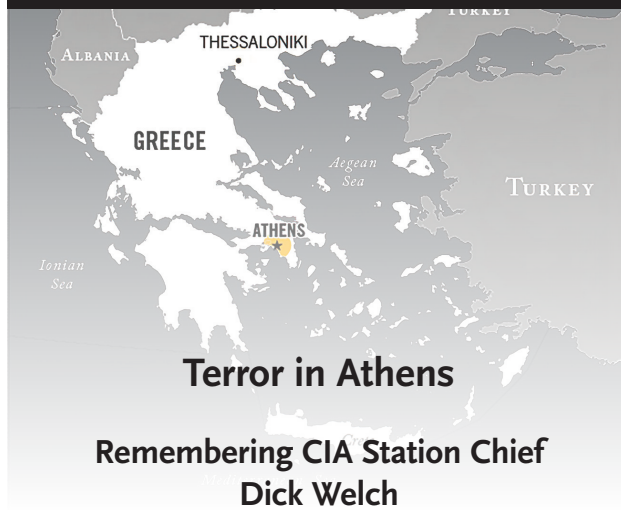 TURKEY
ALBANIA
THESSALONIKI
GREECE
Aegean
Sea
TURKEY
ATHENS
Ionian
Sea
Terror in Athens
Remembering CIA Station Chief
Dick Welch